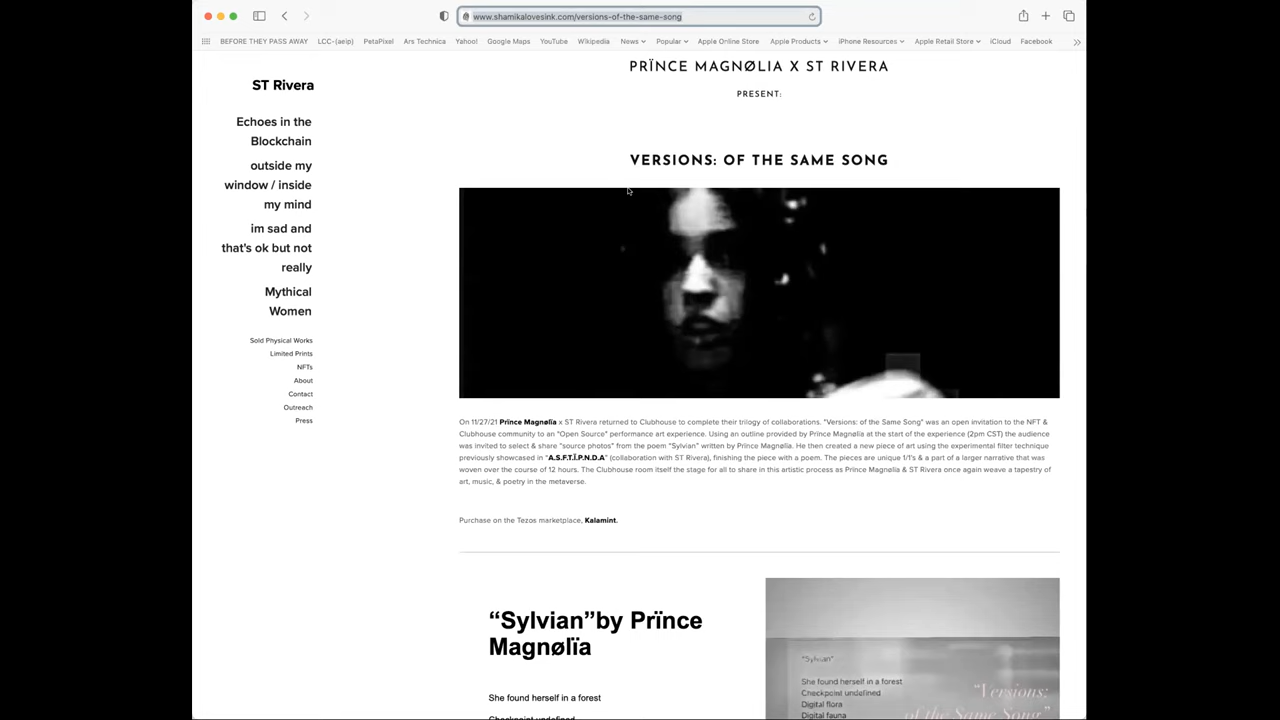 www.shamikalovesink.com/versions-of-the-same-song
BEFORE THEY PASS AWAY LCC-(aeip) PetaPixel Ars Technica Yahoo! Google Maps YouTube Wikipedia News Popular Apple Online Store Apple Products iPhone Resources Apple Retail Store iCloud Facebook
ST Rivera
Echoes in the
Blockchain
outside my
window / inside
my mind
im sad and
that's ok but not
really
Mythical
Women
Sold Physical Works
Limited Prints
NFTs
About
Contact
Outreach
Press
PRÏNCE MAGNØLIA X ST RIVERA
PRESENT:
VERSIONS: OF THE SAME SONG
On 11/27/21 Prïnce Magnølïa x ST Rivera returned to Clubhouse to complete their trilogy of collaborations. "Versions: of the Same Song" was an open invitation to the NFT &
Clubhouse community to an "Open Source" performance art experience. Using an outline provided by Prïnce Magnølïa at the start of the experience (2pm CST) the audience
was invited to select & share "source photos" from the poem "Sylvian" written by Prïnce Magnølïa. He then created a new piece of art using the experimental filter technique
previously showcased in "A.S.F.T.Ï.P.N.D.A" (collaboration with ST Rivera), finishing the piece with a poem. The pieces are unique 1/1's & a part of a larger narrative that was
woven over the course of 12 hours. The Clubhouse room itself the stage for all to share in this artistic process as Prïnce Magnølïa & ST Rivera once again weave a tapestry of
art, music, & poetry in the metaverse.
Purchase on the Tezos marketplace, Kalamint.
“Sylvian”by Prïnce
Magnølïa
She found herself in a forest
Checkpoint undefined
"Sylvian"
She found herself in a forest
Checkpoint undefined
Digital flora
Digital fauna
“Versions:
of the Same Song”